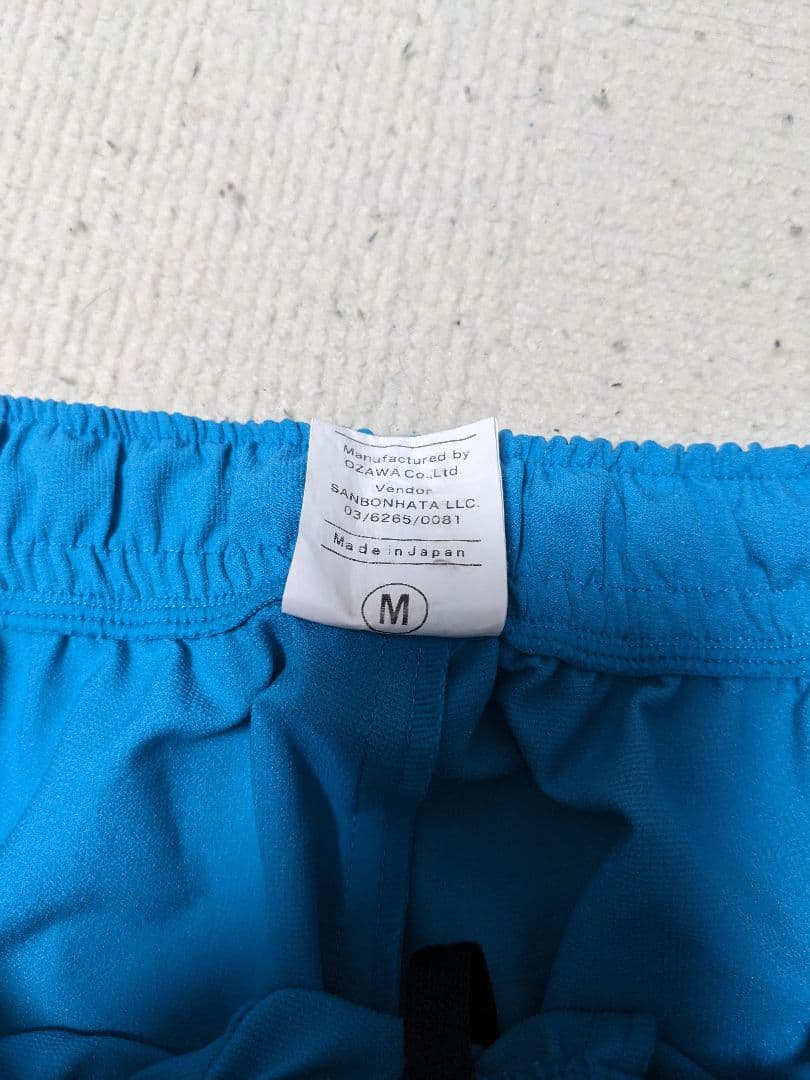 Manufactured by
OZAWA Co.,Ltd.
Vendor
SANBONHATA LLC.
03/6265/0081
Made in Japan
M